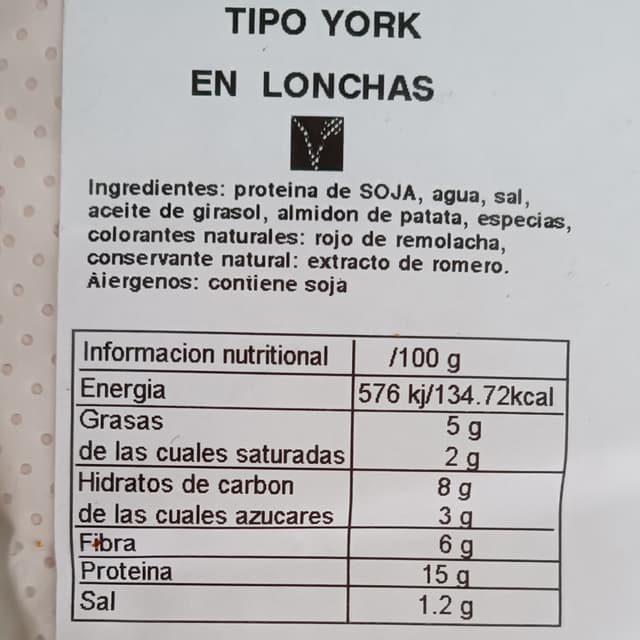 TIPO YORK
EN LONCHAS
Ingredientes: proteina de SOJA, agua, sal,
aceite de girasol, almidon de patata, especias,
colorantes naturales: rojo de remolacha,
conservante natural: extracto de romero.
Alergenos: contiene soja
Informacion nutritional /100 g
Energia 576 kj/134.72kcal
Grasas 5 g
de las cuales saturadas 2 g
Hidratos de carbon 8 g
de las cuales azucares 3 g
Fibra 6 g
Proteina 15 g
Sal 1.2 g